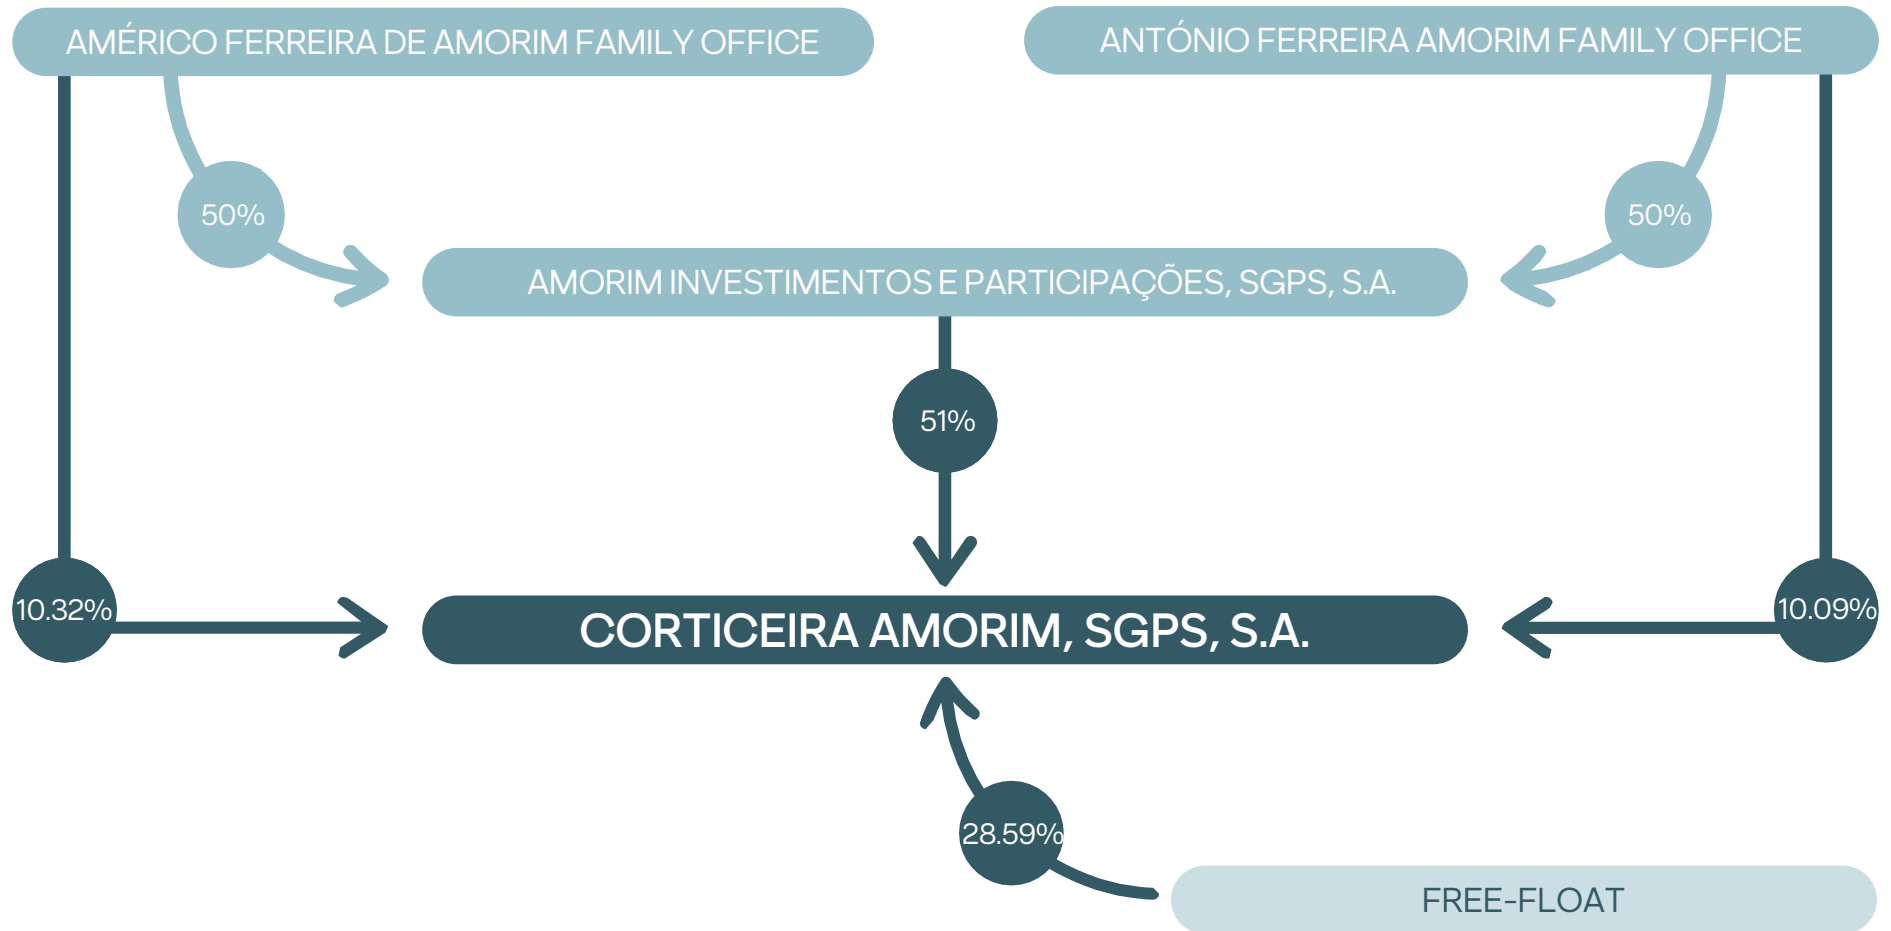 AMÉRICO FERREIRA DE AMORIM FAMILY OFFICE
ANTÓNIO FERREIRA AMORIM FAMILY OFFICE
50%
50%
AMORIM INVESTIMENTOS E PARTICIPAÇÕES, SGPS, S.A.
51%
10.32%
10.09%
CORTICEIRA AMORIM, SGPS, S.A.
28.59%
FREE-FLOAT